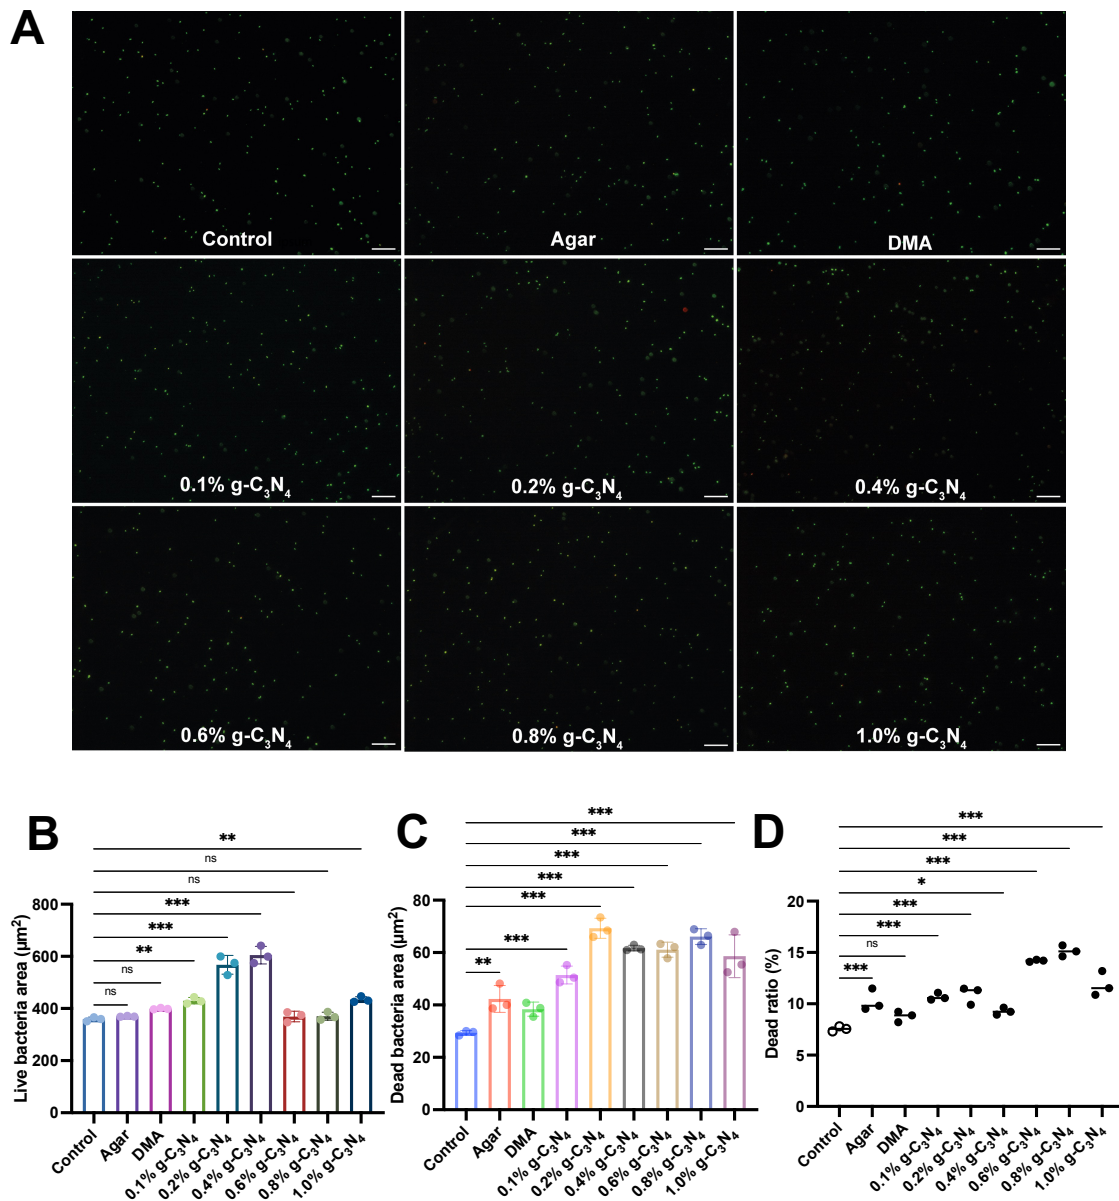 A
Control
Agar
DMA
0.1% g-C₃N₄
0.2% g-C₃N₄
0.4% g-C₃N₄
0.6% g-C₃N₄
0.8% g-C₃N₄
1.0% g-C₃N₄
B
**
ns
ns
***
***
**
ns
ns
Live bacteria area (μm²)
800
600
400
200
0
Control
Agar
DMA
0.1% g-C₃N₄
0.2% g-C₃N₄
0.4% g-C₃N₄
0.6% g-C₃N₄
0.8% g-C₃N₄
1.0% g-C₃N₄
C
***
***
***
***
***
***
**
Dead bacteria area (μm²)
80
60
40
20
0
Control
Agar
DMA
0.1% g-C₃N₄
0.2% g-C₃N₄
0.4% g-C₃N₄
0.6% g-C₃N₄
0.8% g-C₃N₄
1.0% g-C₃N₄
D
***
***
***
*
***
***
ns
***
Dead ratio (%)
20
15
10
5
0
Control
Agar
DMA
0.1% g-C₃N₄
0.2% g-C₃N₄
0.4% g-C₃N₄
0.6% g-C₃N₄
0.8% g-C₃N₄
1.0% g-C₃N₄